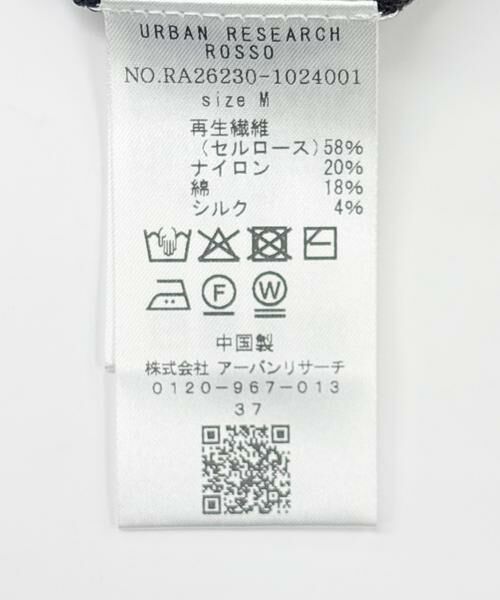 URBAN RESEARCH
ROSSO
NO.RA26230-1024001
size M
再生繊維
(セルロース)58%
ナイロン 20%
綿 18%
シルク 4%
F W
中国製
株式会社 アーバンリサーチ
0120-967-013
37